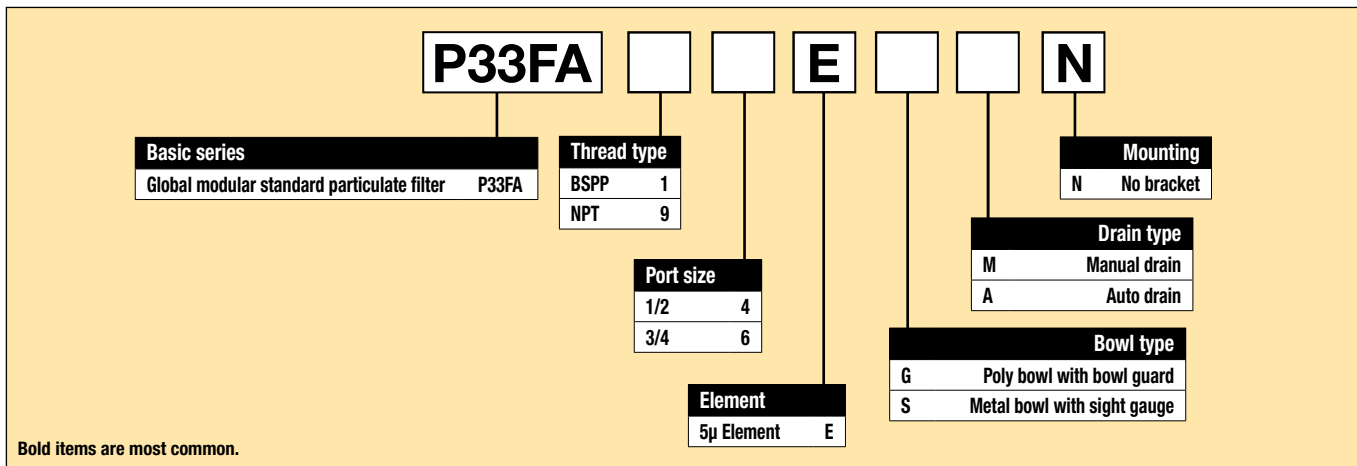 P33FA E N
Basic series
Global modular standard particulate filter P33FA
Thread type
BSPP 1
NPT 9
Mounting
N No bracket
Drain type
M Manual drain
A Auto drain
Port size
1/2 4
3/4 6
Bowl type
G Poly bowl with bowl guard
S Metal bowl with sight gauge
Element
5µ Element E
Bold items are most common.